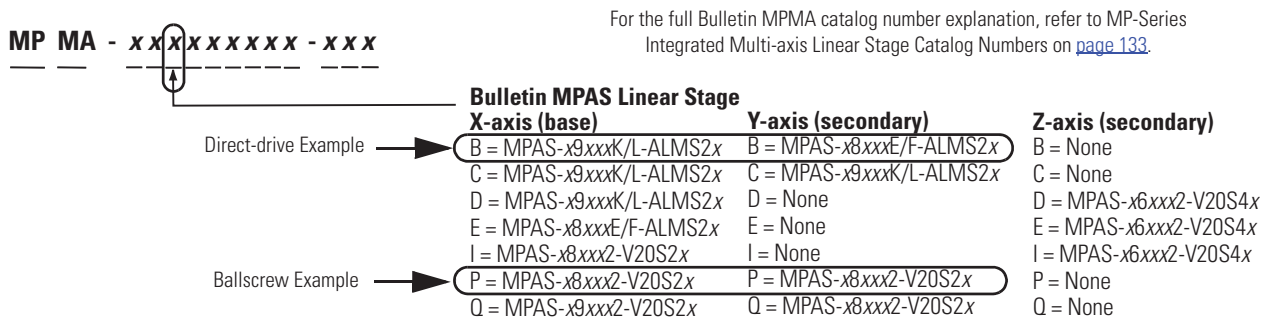 For the full Bulletin MPMA catalog number explanation, refer to MP-Series
Integrated Multi-axis Linear Stage Catalog Numbers on page 133.
MP MA - x x x x x x x x x - x x x
Bulletin MPAS Linear Stage
X-axis (base) Y-axis (secondary) Z-axis (secondary)
Direct-drive Example B = MPAS-x9xxxK/L-ALMS2x B = MPAS-x8xxxE/F-ALMS2x B = None
C = MPAS-x9xxxK/L-ALMS2x C = MPAS-x9xxxK/L-ALMS2x C = None
D = MPAS-x9xxxK/L-ALMS2x D = None D = MPAS-x6xxx2-V20S4x
E = MPAS-x8xxxE/F-ALMS2x E = None E = MPAS-x6xxx2-V20S4x
I = MPAS-x8xxx2-V20S2x I = None I = MPAS-x6xxx2-V20S4x
Ballscrew Example P = MPAS-x8xxx2-V20S2x P = MPAS-x8xxx2-V20S2x P = None
Q = MPAS-x9xxx2-V20S2x Q = MPAS-x8xxx2-V20S2x Q = None